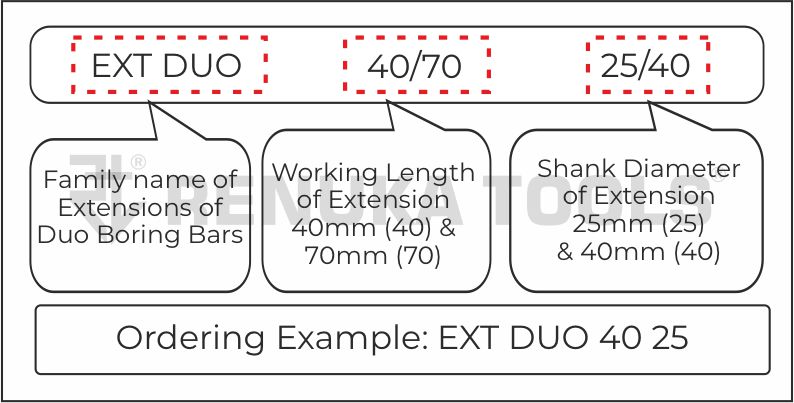 EXT DUO 40/70 25/40
Family name of
Extensions of
Duo Boring Bars
Working Length
of Extension
40mm (40) &
70mm (70)
Shank Diameter
of Extension
25mm (25)
& 40mm (40)
RENUKA TOOLS®
Ordering Example: EXT DUO 40 25